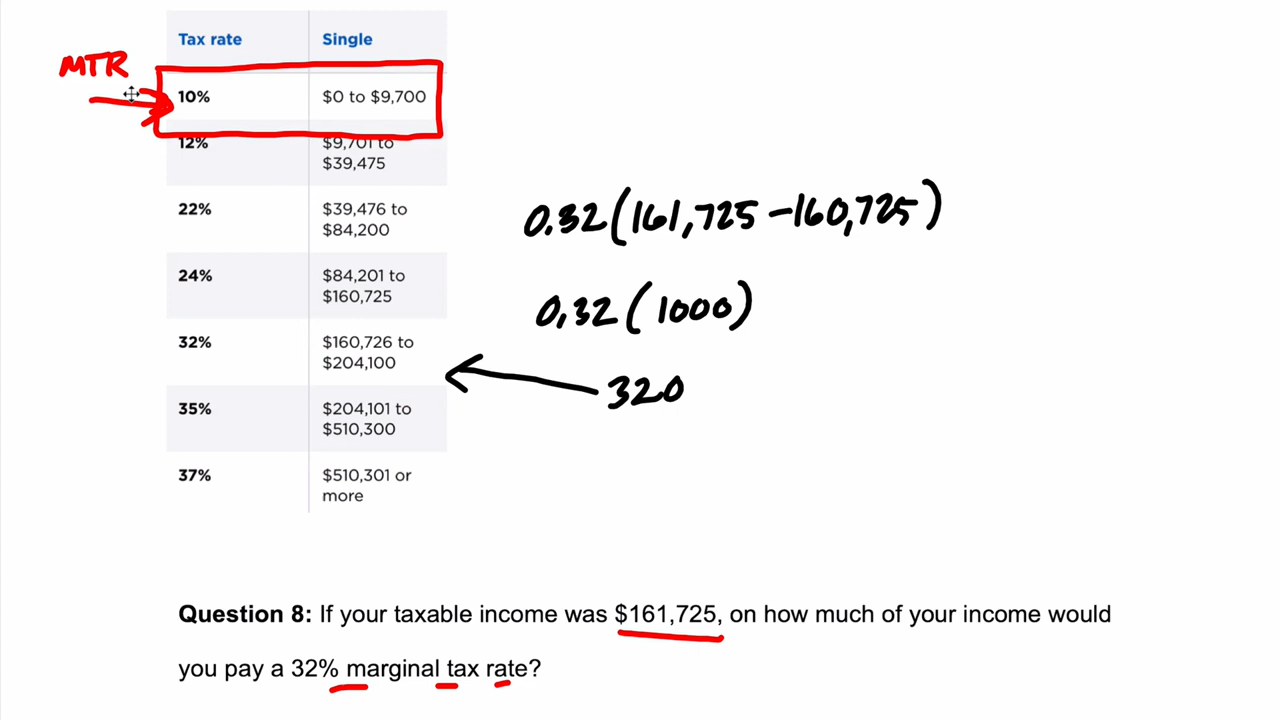 Tax rate Single
MTR
10% $0 to $9,700
12% $9,701 to
$39,475
22% $39,476 to
$84,200
24% $84,201 to
$160,725
32% $160,726 to
$204,100
35% $204,101 to
$510,300
37% $510,301 or
more
0.32(161,725-160,725)
0.32(1000)
320
Question 8: If your taxable income was $161,725, on how much of your income would
you pay a 32% marginal tax rate?